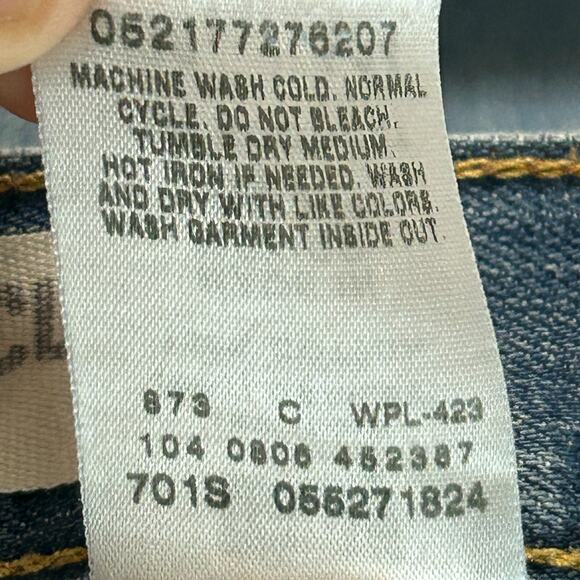 052177276207
MACHINE WASH COLD. NORMAL
CYCLE. DO NOT BLEACH.
TUMBLE DRY MEDIUM.
HOT IRON IF NEEDED. WASH
AND DRY WITH LIKE COLORS.
WASH GARMENT INSIDE OUT
873 C WPL-423
104 0806 452387
701S 055271824